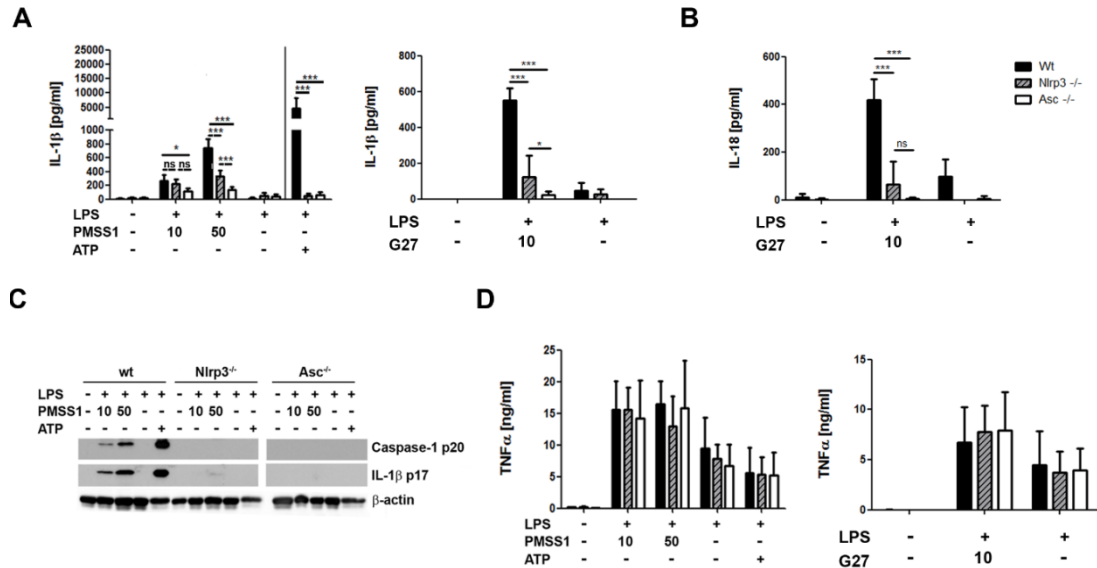 A
B
25000
20000
15000
10000
5000
1000
800
600
400
200
0
IL-1β [pg/ml]
*** *** * ns ns *** *** ***
LPS - + + + +
PMSS1 - 10 50 - -
ATP - - - - +
800
600
400
200
0
IL-1β [pg/ml]
*** *** *
LPS - + +
G27 - 10 -
600
400
200
0
IL-18 [pg/ml]
*** *** ns
LPS - + +
G27 - 10 -
Wt
Nlrp3 -/-
Asc -/-
C
D
wt Nlrp3-/- Asc-/-
LPS - + + + + - + + + + - + + + +
PMSS1 - 10 50 - - - 10 50 - - - 10 50 - -
ATP - - - - + - - - - + - - - - +
Caspase-1 p20
IL-1β p17
β-actin
25
20
15
10
5
0
TNFα [ng/ml]
LPS - + + + +
PMSS1 - 10 50 - -
ATP - - - - +
15
10
5
0
TNFα [ng/ml]
LPS - + +
G27 - 10 -